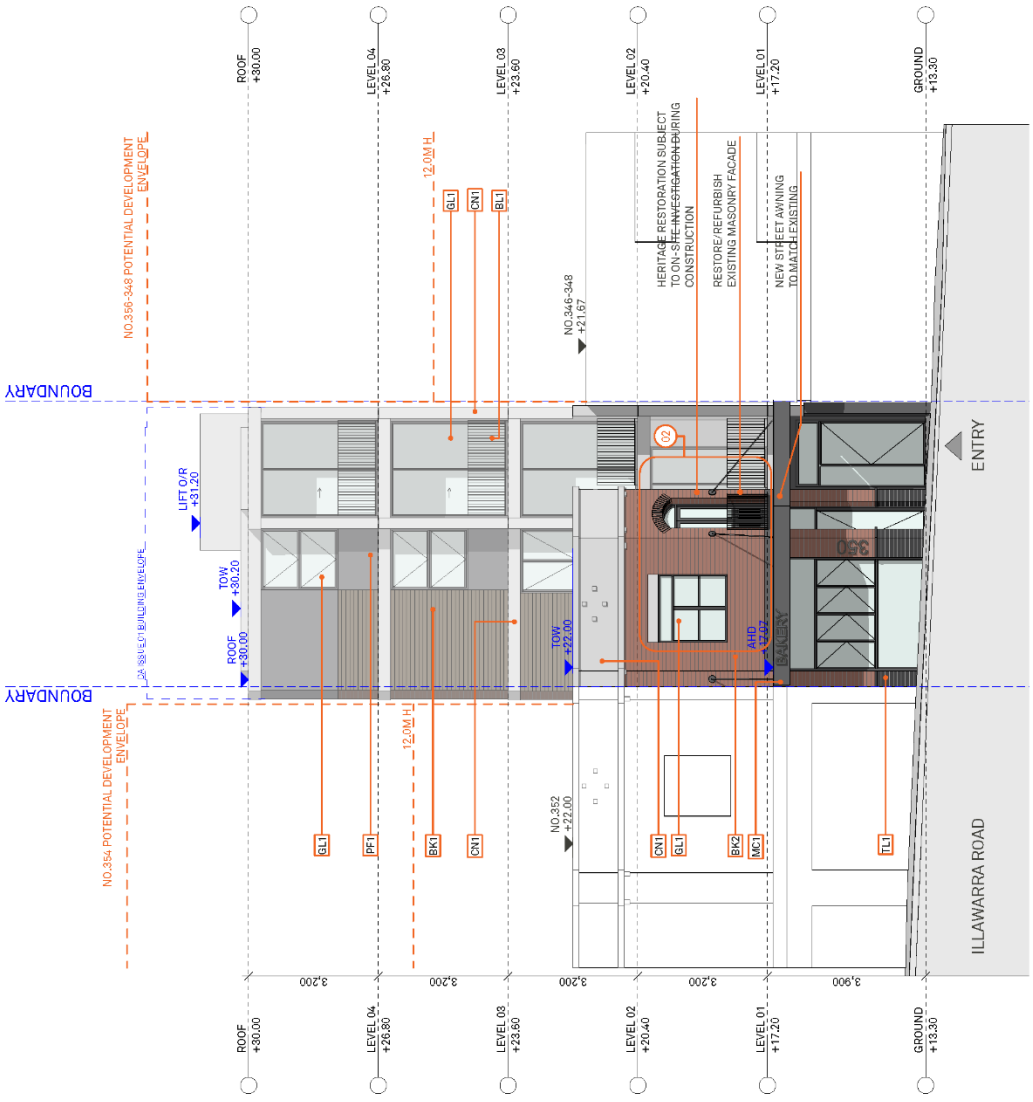 ROOF
+30.00
LEVEL 04
+26.80
LEVEL 03
+23.60
LEVEL 02
+20.40
LEVEL 01
+17.20
GROUND
+13.30
NO.356-348 POTENTIAL DEVELOPMENT
ENVELOPE
12.0M H
GL1
CN1
BL1
HERITAGE RESTORATION SUBJECT
TO ON-SITE INVESTIGATION DURING
CONSTRUCTION
RESTORE/REFURBISH
EXISTING MASONRY FACADE
NEW STREET AWNING
TO MATCH EXISTING
NO.346-348
+21.67
BOUNDARY
LIFT O/R
+31.20
DA ISSUE 01 BUILDING ENVELOPE
TOW
+30.20
ROOF
+30.00
TOW
+22.00
AHD
+17.07
02
BAKERY
350
ENTRY
BOUNDARY
NO.354 POTENTIAL DEVELOPMENT
ENVELOPE
12.0M H
NO.352
+22.00
GL1
PF1
BK1
CN1
CN1
GL1
BK2
MC1
TL1
ILLAWARRA ROAD
3,200
3,200
3,200
3,200
3,900
ROOF
+30.00
LEVEL 04
+26.80
LEVEL 03
+23.60
LEVEL 02
+20.40
LEVEL 01
+17.20
GROUND
+13.30